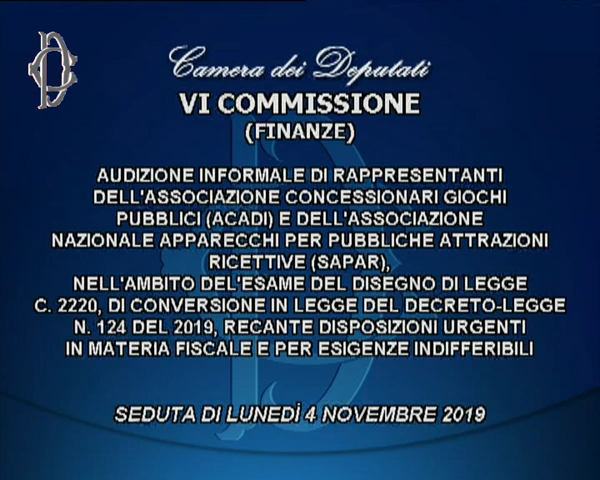 Camera dei Deputati
VI COMMISSIONE
(FINANZE)
AUDIZIONE INFORMALE DI RAPPRESENTANTI
DELL'ASSOCIAZIONE CONCESSIONARI GIOCHI
PUBBLICI (ACADI) E DELL'ASSOCIAZIONE
NAZIONALE APPARECCHI PER PUBBLICHE ATTRAZIONI
RICETTIVE (SAPAR),
NELL'AMBITO DEL'ESAME DEL DISEGNO DI LEGGE
C. 2220, DI CONVERSIONE IN LEGGE DEL DECRETO-LEGGE
N. 124 DEL 2019, RECANTE DISPOSIZIONI URGENTI
IN MATERIA FISCALE E PER ESIGENZE INDIFFERIBILI
SEDUTA DI LUNEDÌ 4 NOVEMBRE 2019